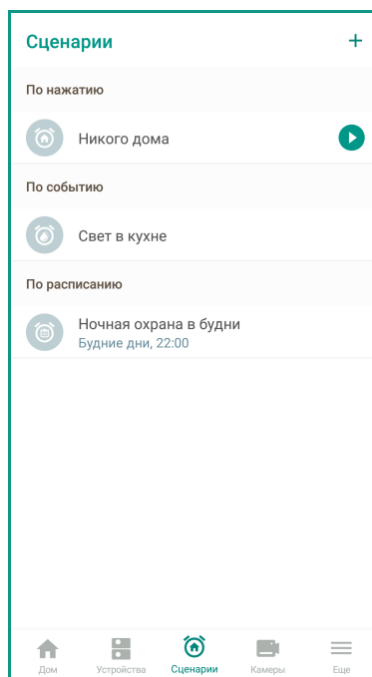 Сценарии
По нажатию
Никого дома
По событию
Свет в кухне
По расписанию
Ночная охрана в будни
Будние дни, 22:00
Дом Устройства Сценарии Камеры Еще